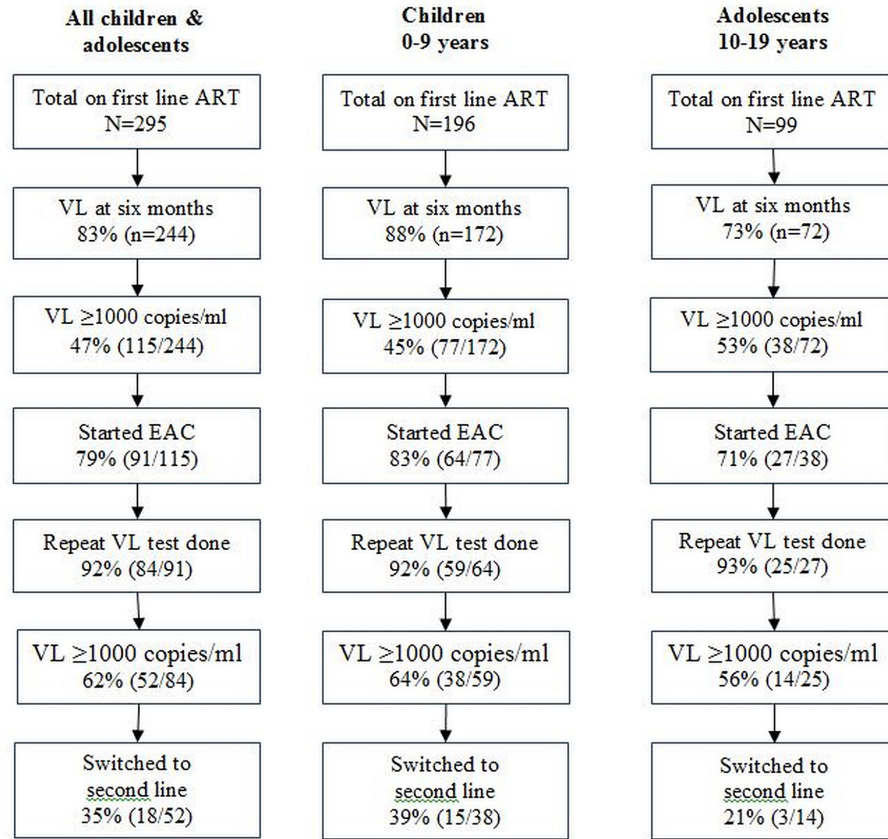 All children &
adolescents
Total on first line ART
N=295
VL at six months
83% (n=244)
VL ≥1000 copies/ml
47% (115/244)
Started EAC
79% (91/115)
Repeat VL test done
92% (84/91)
VL ≥1000 copies/ml
62% (52/84)
Switched to
second line
35% (18/52)
Children
0-9 years
Total on first line ART
N=196
VL at six months
88% (n=172)
VL ≥1000 copies/ml
45% (77/172)
Started EAC
83% (64/77)
Repeat VL test done
92% (59/64)
VL ≥1000 copies/ml
64% (38/59)
Switched to
second line
39% (15/38)
Adolescents
10-19 years
Total on first line ART
N=99
VL at six months
73% (n=72)
VL ≥1000 copies/ml
53% (38/72)
Started EAC
71% (27/38)
Repeat VL test done
93% (25/27)
VL ≥1000 copies/ml
56% (14/25)
Switched to
second line
21% (3/14)